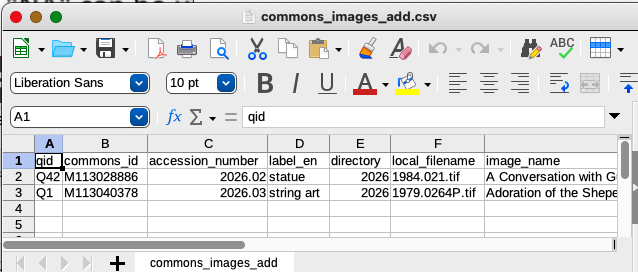 commons_images_add.csv
Liberation Sans 10 pt B I U A
A1 fx Σ = qid
A B C D E F
1 qid commons_id accession_number label_en directory local_filename image_name
2 Q42 M113028886 2026.02 statue 2026 1984.021.tif A Conversation with
3 Q1 M113040378 2026.03 string art 2026 1979.0264P.tif Adoration of the
4
5
commons_images_add